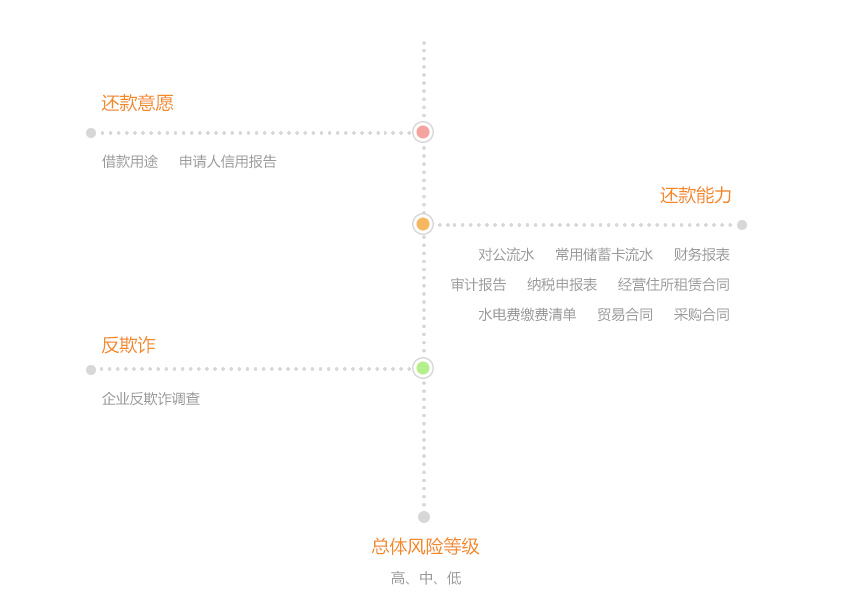 还款意愿
借款用途 申请人信用报告
还款能力
对公流水 常用储蓄卡流水 财务报表
审计报告 纳税申报表 经营住所租赁合同
水电费缴费清单 贸易合同 采购合同
反欺诈
企业反欺诈调查
总体风险等级
高、中、低